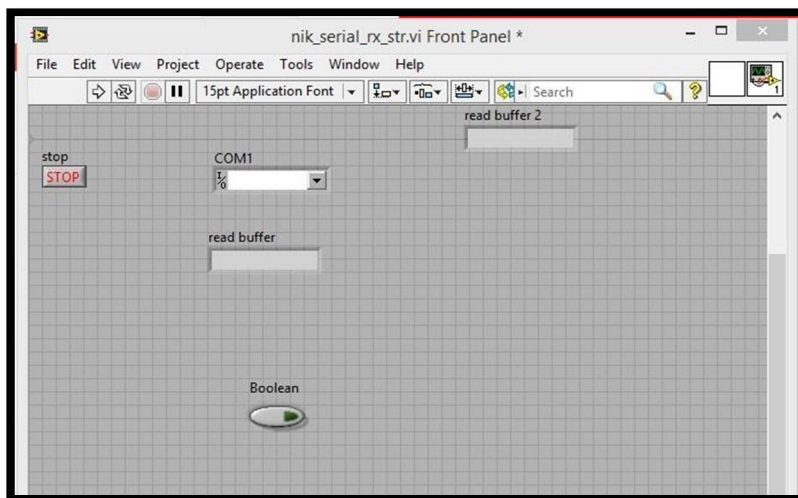 nik_serial_rx_str.vi Front Panel *
File Edit View Project Operate Tools Window Help
15pt Application Font
Search
?
1
read buffer 2
stop
STOP
COM1
I/O
read buffer
Boolean